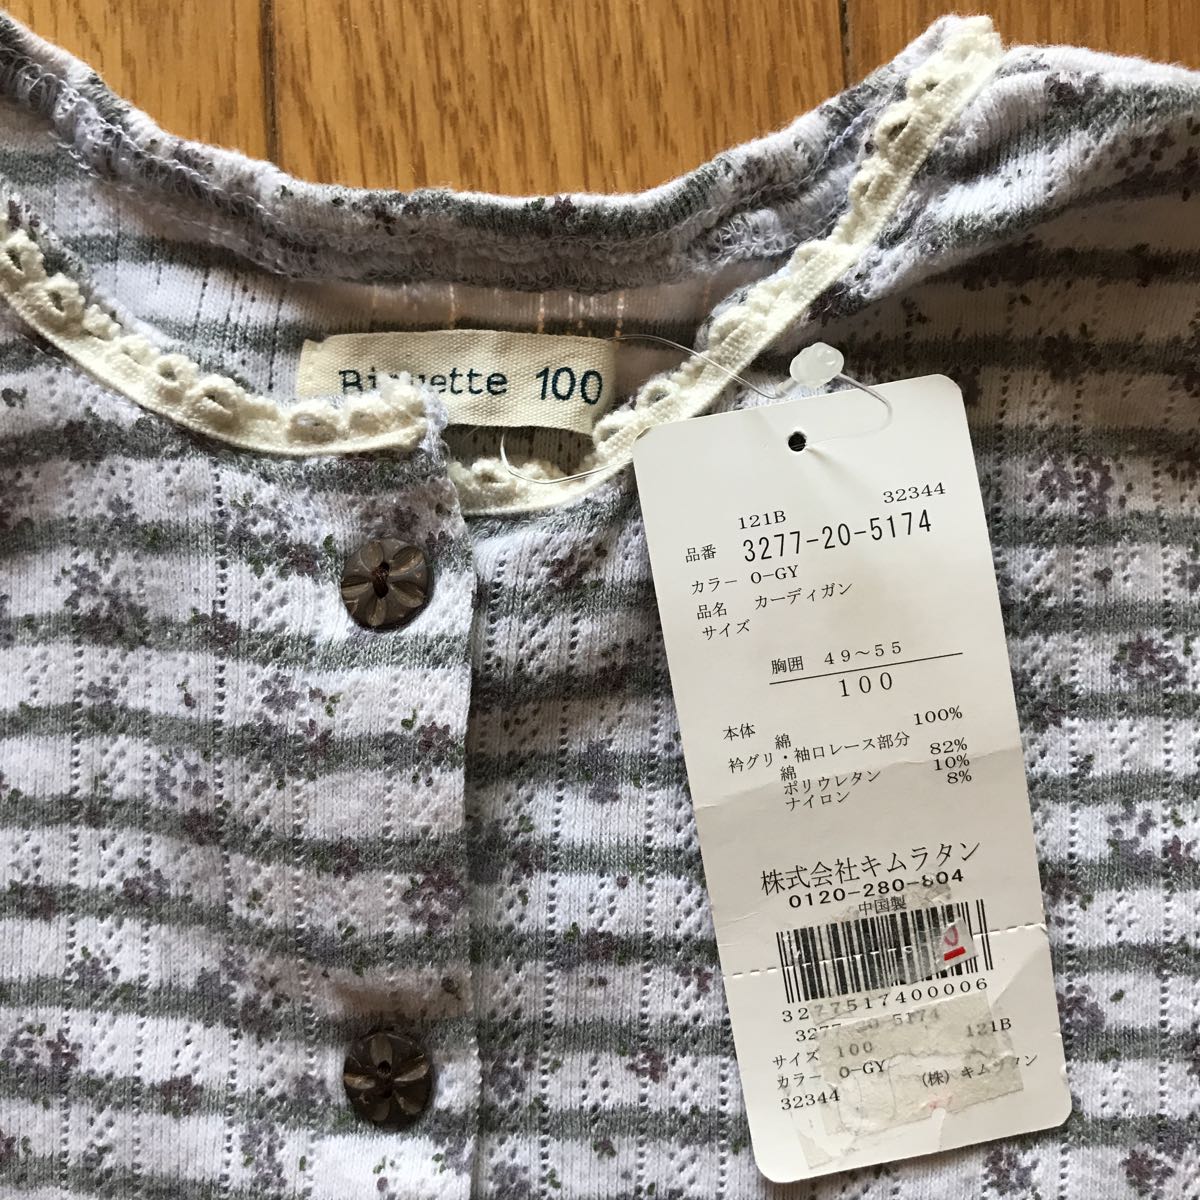 100
32344
121B
品番 3277-20-5174
カラー O-GY
品名 カーディガン
サイズ
胸囲 49～55
100
本体 綿 100%
衿グリ・袖口レース部分
綿 82%
ポリウレタン 10%
ナイロン 8%
株式会社キムラタン
0120-280-804
中国製
0
3277517400006
3277-20 5174
121B
サイズ 100
カラー O-GY
(株) キムラタン
32344